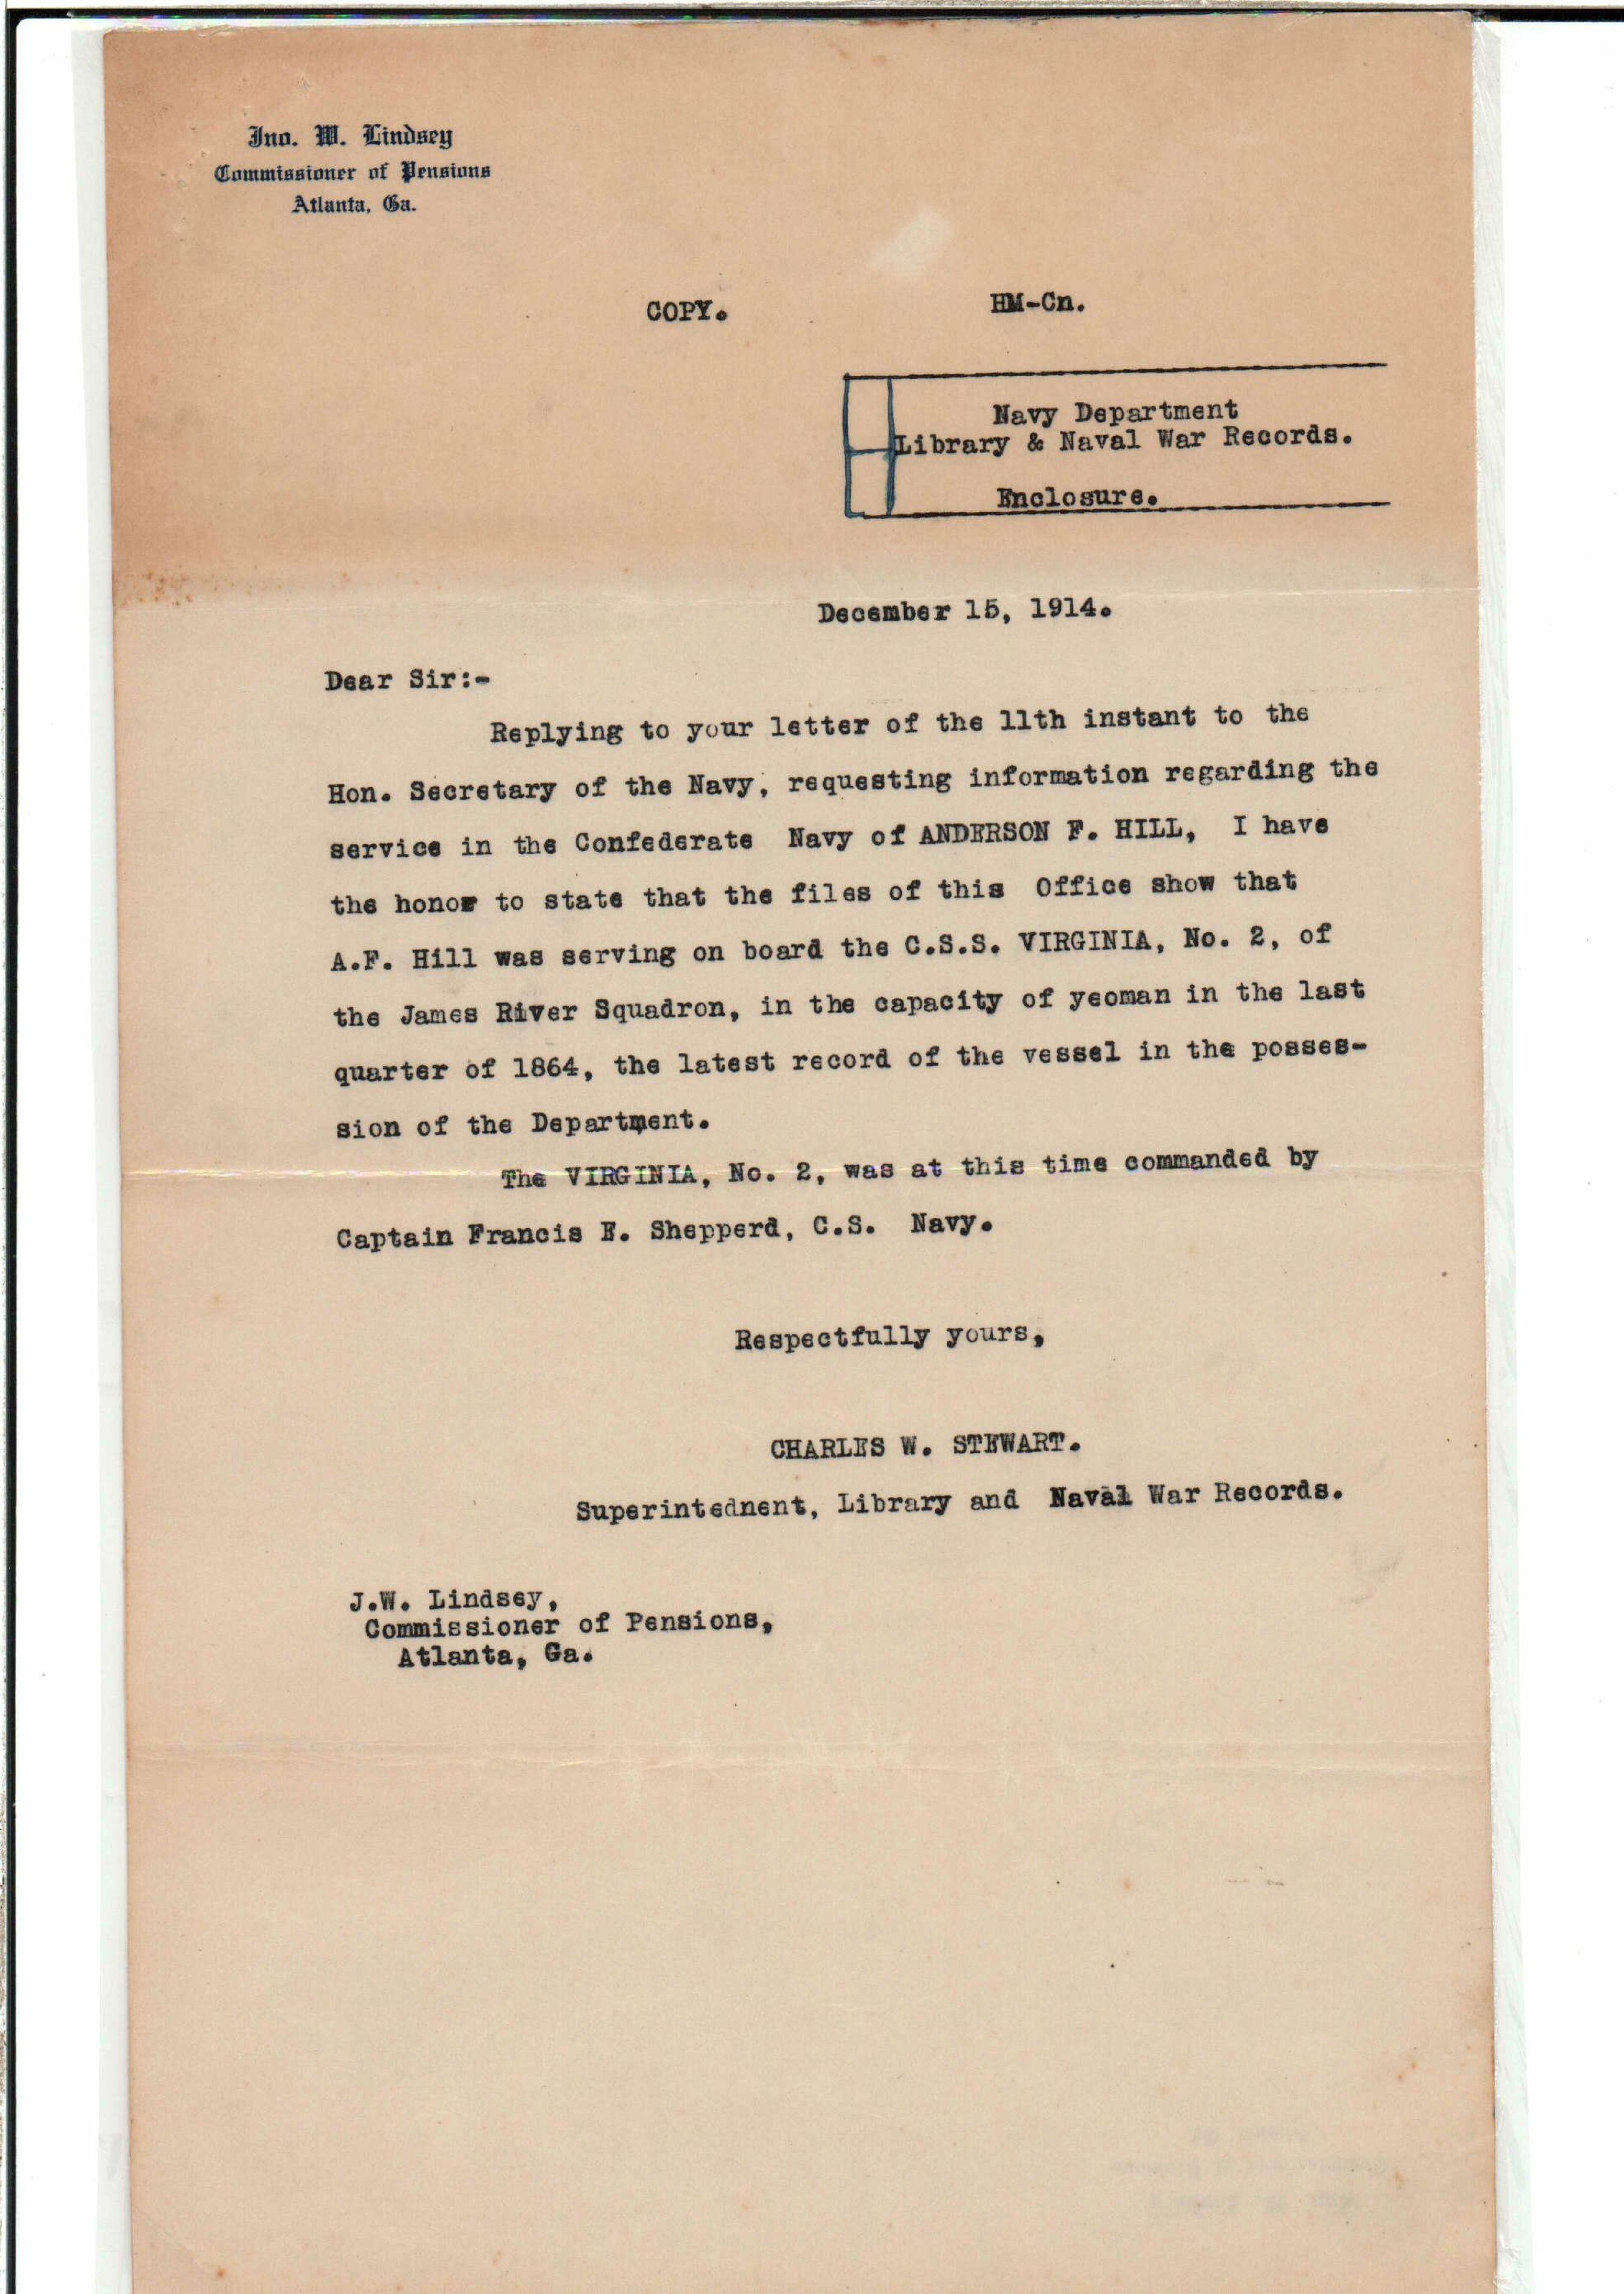 Jno. W. Lindsey
Commissioner of Pensions
Atlanta, Ga.
COPY.
HM-Cn.
Navy Department
Library & Naval War Records.
Enclosure.
December 15, 1914.
Dear Sir:-
Replying to your letter of the 11th instant to the
Hon. Secretary of the Navy, requesting information regarding the
service in the Confederate Navy of ANDERSON F. HILL, I have
the honor to state that the files of this Office show that
A.F. Hill was serving on board the C.S.S. VIRGINIA, No. 2, of
the James River Squadron, in the capacity of yeoman in the last
quarter of 1864, the latest record of the vessel in the posses-
sion of the Department.
The VIRGINIA, No. 2, was at this time commanded by
Captain Francis E. Shepperd, C.S. Navy.
Respectfully yours,
CHARLES W. STEWART.
Superintednent, Library and Naval War Records.
J.W. Lindsey,
Commissioner of Pensions,
Atlanta, Ga.